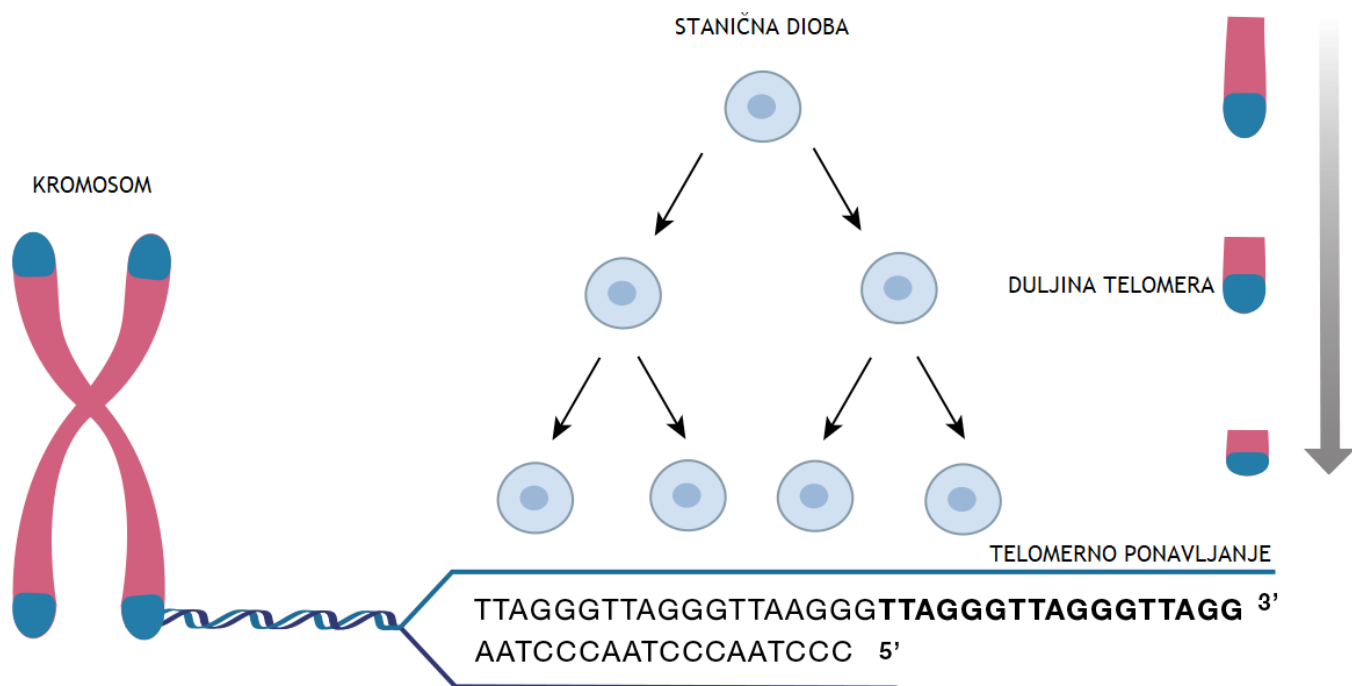 STANIČNA DIOBA
KROMOSOM
DULJINA TELOMERA
TELOMERNO PONAVLJANJE
TTAGGGTTAGGGTTAAGGGTTAGGGTTAGGGTTAGG 3’
AATCCCAATCCCAATCCC 5’